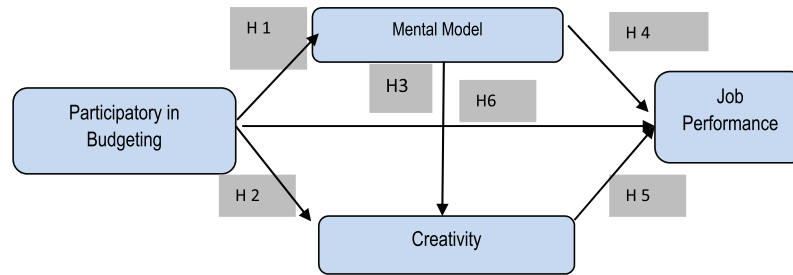 H 1
Mental Model
H 4
H3
H6
Participatory in
Budgeting
Job
Performance
H 2
H 5
Creativity